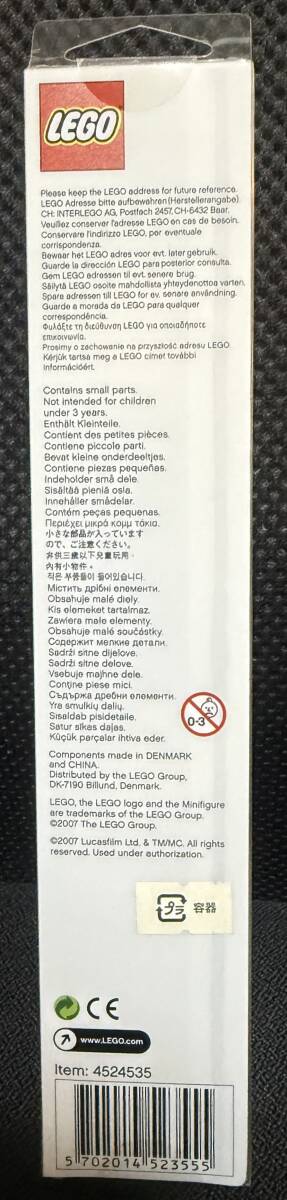 LEGO
Please keep the LEGO address for future reference.
LEGO Adresse bitte aufbewahren (Herstellerangabe).
CH: INTERLEGO AG, Postfach 2457, CH-6432 Baar.
Veuillez conserver l'adresse LEGO en cas de besoin.
Conservare l'indirizzo LEGO, per eventuale
corrispondenza.
Bewaar het LEGO adres voor evt. later gebruik.
Guarde la dirección LEGO para posterior consulta.
Gem LEGO adressen til evt. senere brug.
Säilytä LEGO osoite mahdollista yhteydenottoa varten.
Spara adressen till LEGO for ev. senare användning.
Guarde a morada da LEGO para qualquer
correspondência.
Φυλάξτε τη διεύθυνση LEGO για οποιαδήποτε
επικοινωνία.
Prosimy o zachowanie na przyszłość adresu LEGO.
Kérjük tartsa meg a LEGO címet további
információért.
Contains small parts.
Not intended for children
under 3 years.
Enthält Kleinteile.
Contient des petites pièces.
Contiene piccole parti.
Bevat kleine onderdeeltjes.
Contiene piezas pequeñas.
Indeholder små dele.
Sisältää pieniä osia.
Innehåller smådelar.
Contém peças pequenas.
Περιέχει μικρά κομμ τάκια.
小さな部品が入っています
ので、ご注意ください。
非供三歲以下兒童玩用，
內有小物件。
작은 부품들이 들어있습니다.
Містить дрібні елементи.
Obsahuje malé diely.
Kis elemeket tartalmaz.
Zawiera małe elementy.
Obsahuje malé součástky.
Содержит мелкие детали.
Sadrži sitne dijelove.
Sadrži sitne delove.
Vsebuje majhne dele.
Conţine piese mici.
Съдържа дребни елементи.
Yra smulkių dalių.
Sisaldab pisidetaile.
Satur sīkas daļas.
Küçük parçalar ihtiva eder.
0-3
Components made in DENMARK
and CHINA.
Distributed by the LEGO Group,
DK-7190 Billund, Denmark.
LEGO, the LEGO logo and the Minifigure
are trademarks of the LEGO Group.
©2007 The LEGO Group.
©2007 Lucasfilm Ltd. & TM/MC. All rights
reserved. Used under authorization.
プラ 容器
CE
www.LEGO.com
Item: 4524535
5 702014 523555